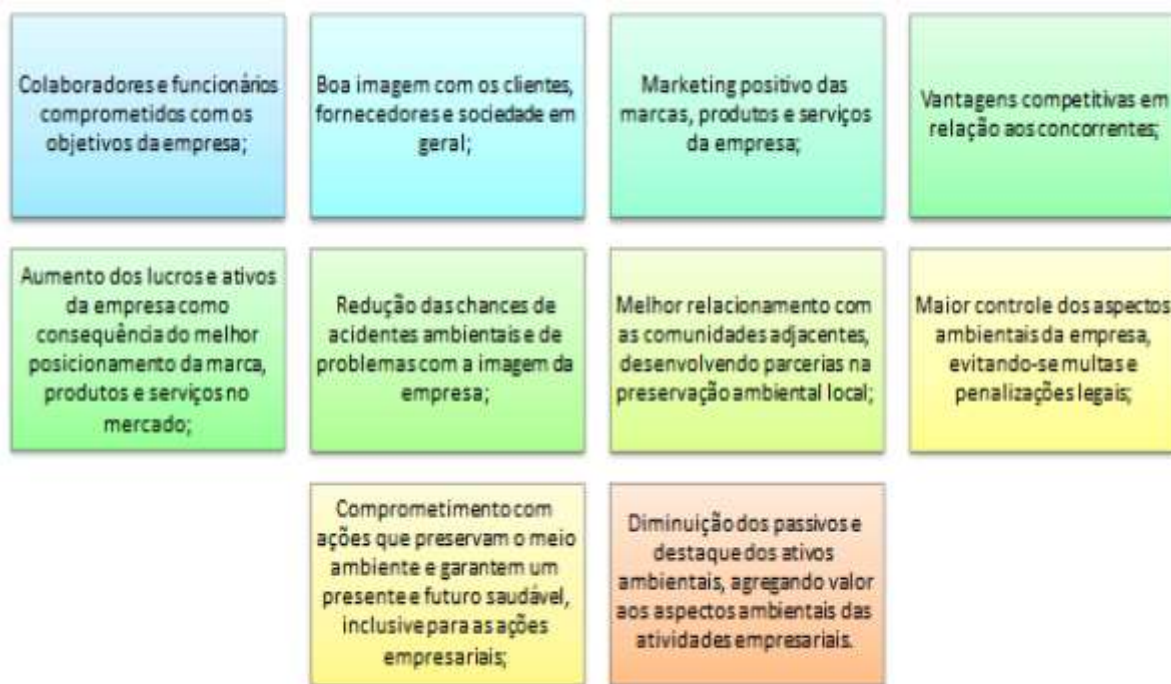 Colaboradores e funcionários
comprometidos com os
objetivos da empresa;
Boa imagem com os clientes,
fornecedores e sociedade em
geral;
Marketing positivo das
marcas, produtos e serviços
da empresa;
Vantagens competitivas em
relação aos concorrentes;
Aumento dos lucros e ativos
da empresa como
consequência do melhor
posicionamento da marca,
produtos e serviços no
mercado;
Redução das chances de
acidentes ambientais e de
problemas com a imagem da
empresa;
Melhor relacionamento com
as comunidades adjacentes,
desenvolvendo parcerias na
preservação ambiental local;
Maior controle dos aspectos
ambientais da empresa,
evitando-se multas e
penalizações legais;
Comprometimento com
ações que preservam o meio
ambiente e garantem um
presente e futuro saudável,
inclusive para as ações
empresariais;
Diminuição dos passivos e
destaque dos ativos
ambientais, agregando valor
aos aspectos ambientais das
atividades empresariais.